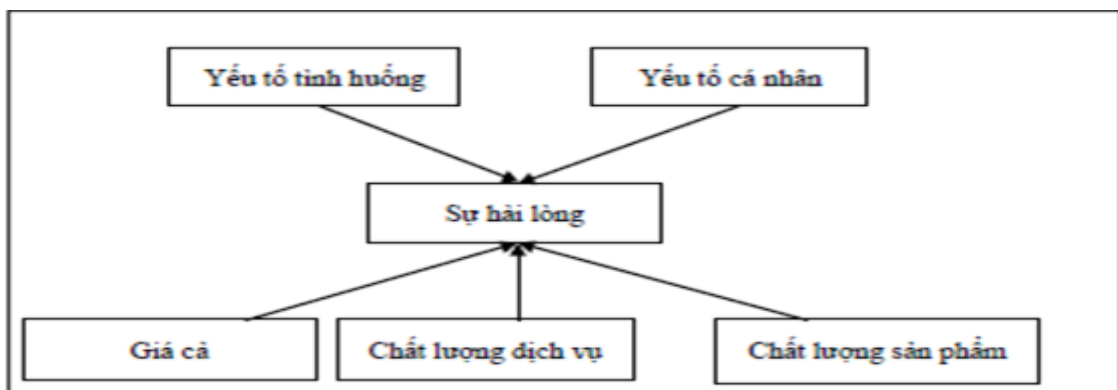 Yếu tố tình huống
Yếu tố cá nhân
Sự hài lòng
Giá cả
Chất lượng dịch vụ
Chất lượng sản phẩm